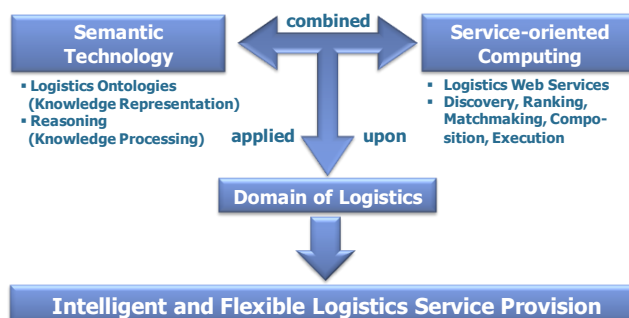 Semantic
Technology
combined
Service-oriented
Computing
▪ Logistics Ontologies
(Knowledge Representation)
▪ Reasoning
(Knowledge Processing)
▪ Logistics Web Services
▪ Discovery, Ranking,
Matchmaking, Compo-
sition, Execution
applied upon
Domain of Logistics
Intelligent and Flexible Logistics Service Provision